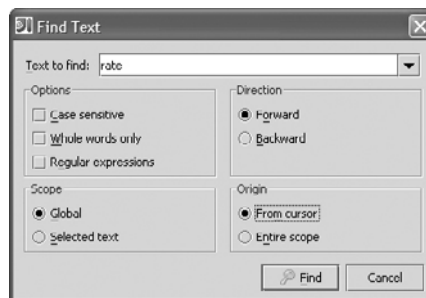 Find Text
Text to find: rate
Options
Case sensitive
Whole words only
Regular expressions
Direction
Forward
Backward
Scope
Global
Selected text
Origin
From cursor
Entire scope
Find
Cancel